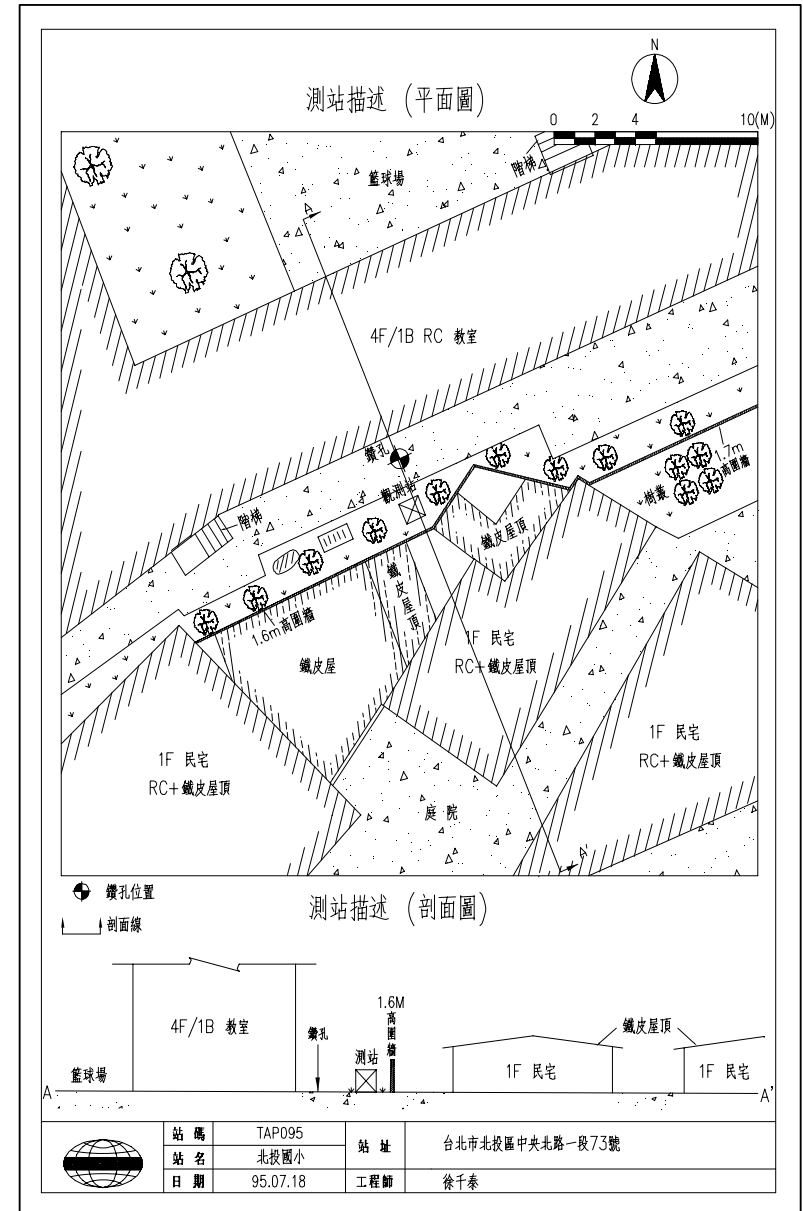 N
測站描述 (平面圖)
0 2 4 10(M)
階梯
籃球場
A
4F/1B RC 教室
鑽孔
觀測站
1.7m
高圍牆
樹叢
階梯
鐵皮屋頂
鐵皮屋頂
1.6m高圍牆
鐵皮屋
1F 民宅
RC+鐵皮屋頂
1F 民宅
RC+鐵皮屋頂
1F 民宅
RC+鐵皮屋頂
庭院
A'
鑽孔位置
剖面線
測站描述 (剖面圖)
1.6M
高圍牆
4F/1B 教室
鑽孔
測站
鐵皮屋頂
籃球場
1F 民宅
1F 民宅
A
A'
站碼 TAP095 站址 台北市北投區中央北路一段73號
站名 北投國小
日期 95.07.18 工程師 徐千泰